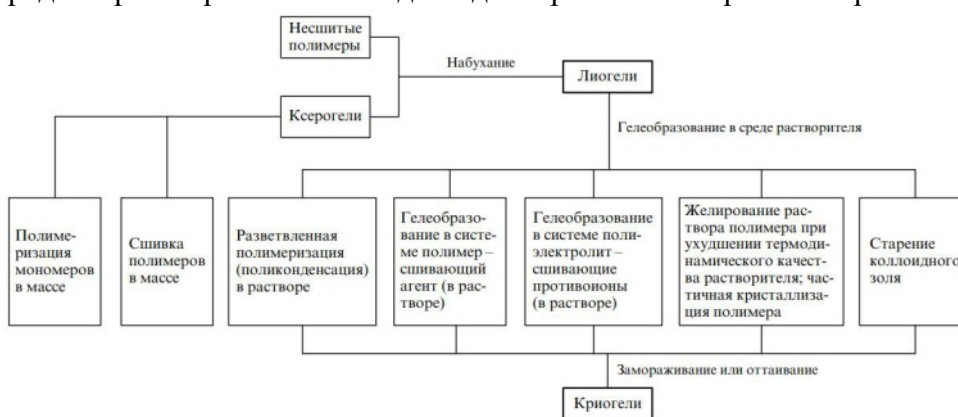 Несшитые
полимеры
Набухание
Лиогели
Ксерогели
Гелеобразование в среде растворителя
Полиме-
ризация
мономеров
в массе
Сшивка
полимеров
в массе
Разветвленная
полимеризация
(поликонденсация)
в растворе
Гелеобразо-
вание в систе-
ме полимер –
сшивающий
агент (в рас-
творе)
Гелеобразование
в системе поли-
электролит –
сшивающие
противоионы
(в растворе)
Желирование рас-
твора полимера при
ухудшении термоди-
намического качест-
ва растворителя; час-
тичная кристаллиза-
ция полимера
Старение
коллоидного
золя
Замораживание или оттаивание
Криогели